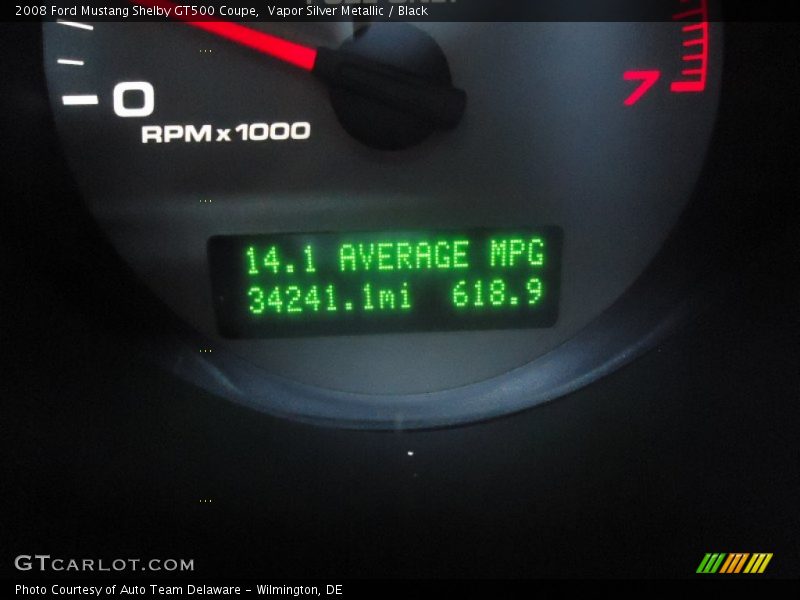 2008 Ford Mustang Shelby GT500 Coupe,  Vapor Silver Metallic / Black
0
7
RPM x 1000
14.1 AVERAGE MPG
34241.1mi 618.9
GTCARLOT.COM
Photo Courtesy of Auto Team Delaware - Wilmington, DE